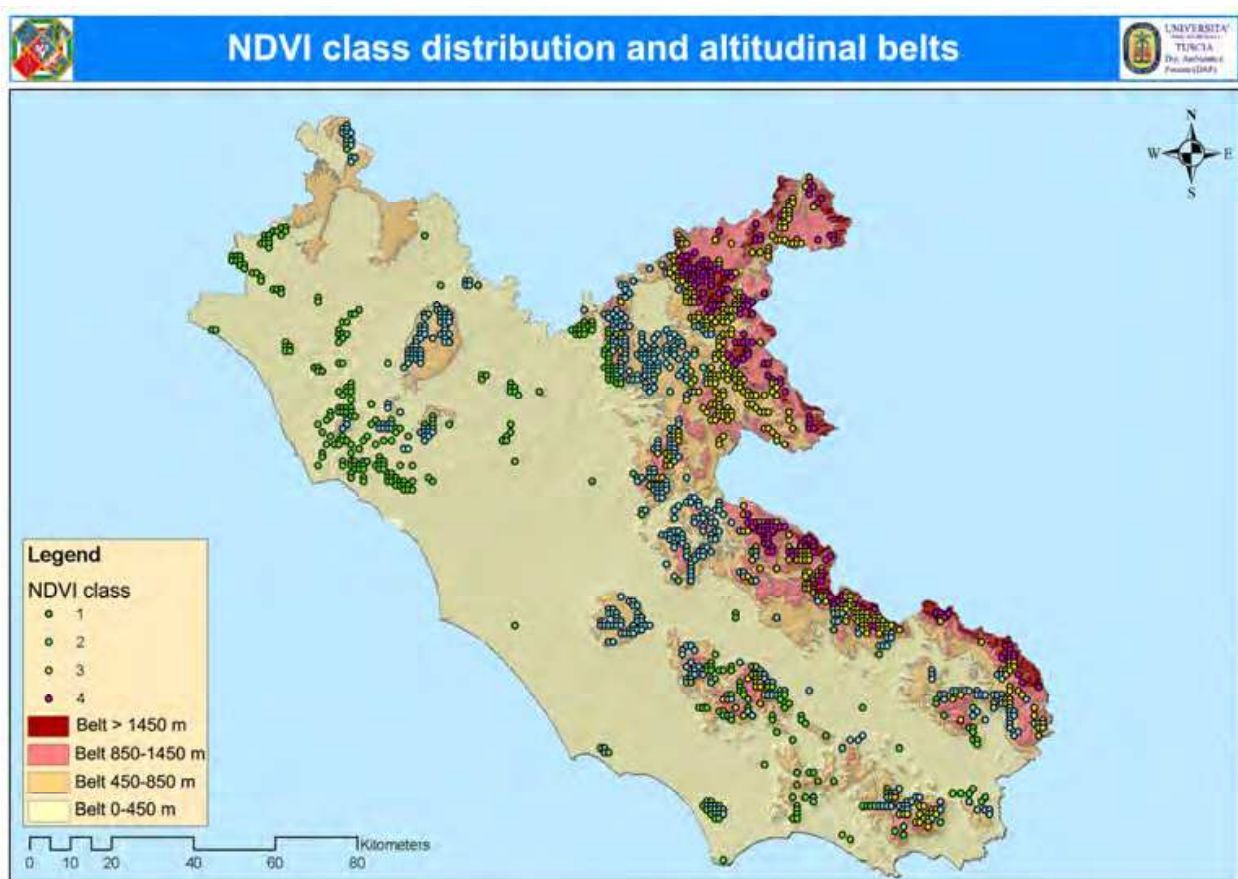 NDVI class distribution and altitudinal belts
UNIVERSITA'
TUSCIA
N
W E
S
Legend
NDVI class
1
2
3
4
Belt > 1450 m
Belt 850-1450 m
Belt 450-850 m
Belt 0-450 m
Kilometers
0 10 20 40 60 80